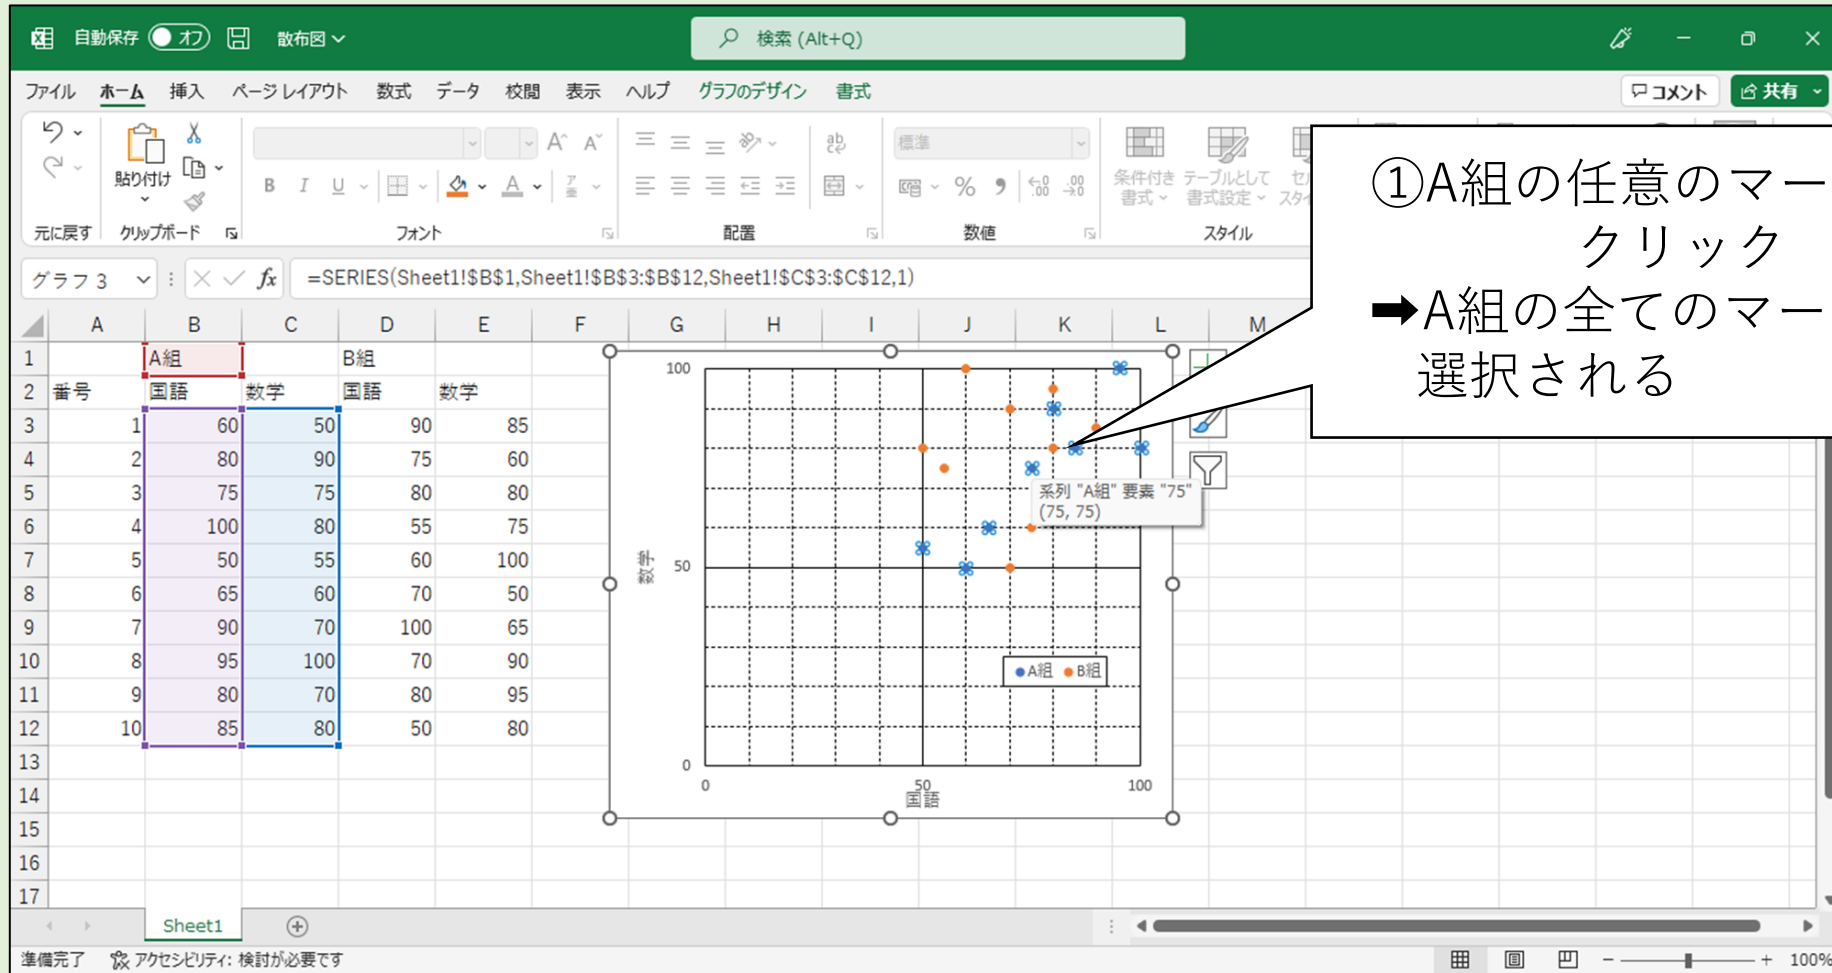 自動保存 オフ 散布図 検索 (Alt+Q)
ファイル ホーム 挿入 ページ レイアウト 数式 データ 校閲 表示 ヘルプ グラフのデザイン 書式 コメント 共有
貼り付け B I U A A A ab 標準 % 条件付き 書式 テーブルとして 書式設定
元に戻す クリップボード フォント 配置 数値 スタイル
グラフ 3 fx =SERIES(Sheet1!$B$1,Sheet1!$B$3:$B$12,Sheet1!$C$3:$C$12,1)
A B C D E F G H I J K L M
1 A組 B組
2 番号 国語 数学 国語 数学
3 1 60 50 90 85
4 2 80 90 75 60
5 3 75 75 80 80
6 4 100 80 55 75
7 5 50 55 60 100
8 6 65 60 70 50
9 7 90 70 100 65
10 8 95 100 70 90
11 9 80 70 80 95
12 10 85 80 50 80
13
14
15
16
17
100
50
0
数学
0 50 100
国語
A組 B組
系列 "A組" 要素 "75"
(75, 75)
①A組の任意のマー
クリック
➡A組の全てのマー
選択される
Sheet1
準備完了 アクセシビリティ: 検討が必要です 100%